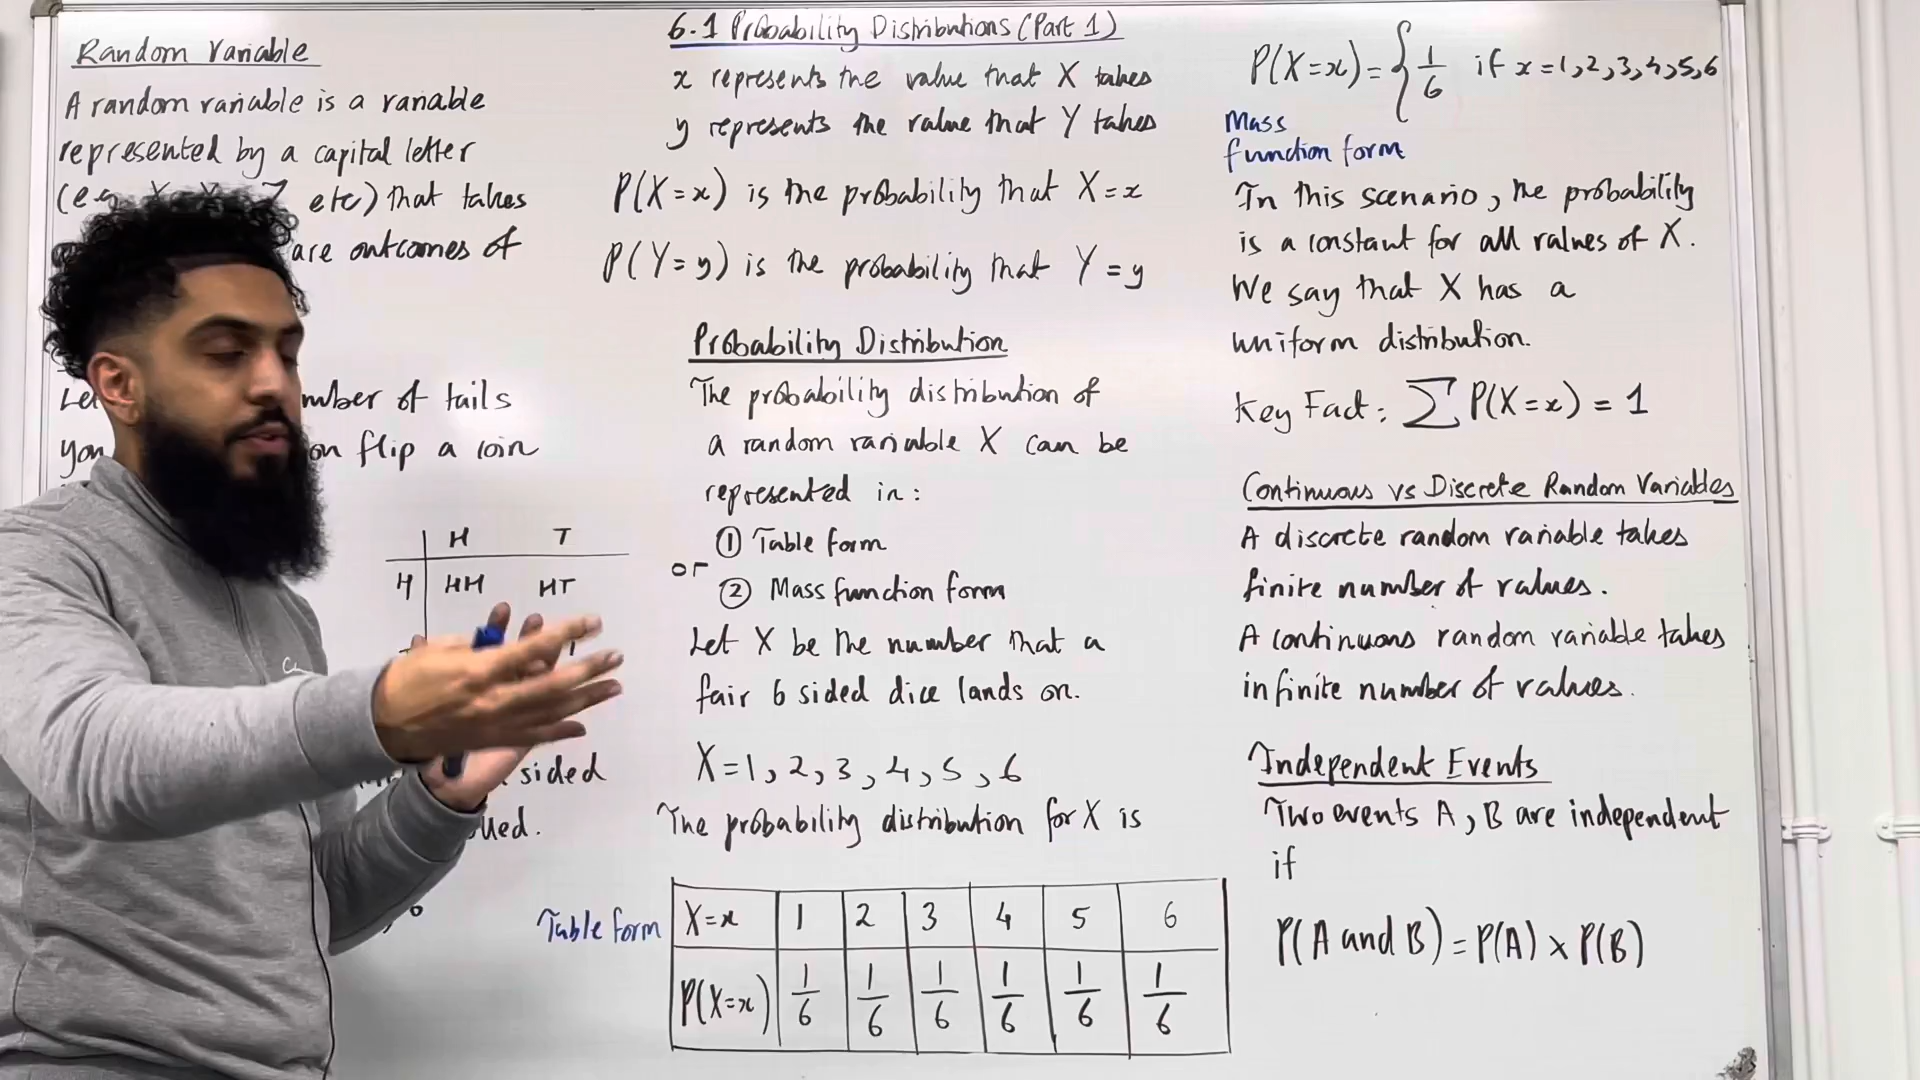 Random Variable
A random variable is a variable
represented by a capital letter
(e.g. etc) that takes
are outcomes of
Let mber of tails
you on flip a coin
H T
H HH HT
sided
6.1 Probability Distributions (Part 1)
x represents the value that X takes
y represents the value that Y takes
P(X=x) is the probability that X=x
P(Y=y) is the probability that Y=y
Probability Distribution
The probability distribution of
a random variable X can be
represented in:
① Table form
or
② Mass function form
Let X be the number that a
fair 6 sided dice lands on.
X=1, 2, 3, 4, 5, 6
The probability distribution for X is
Table form
X=x 1 2 3 4 5 6
P(X=x) 1/6 1/6 1/6 1/6 1/6 1/6
P(X=x) = { 1/6 if x=1,2,3,4,5,6
Mass
function form
In this scenario, the probability
is a constant for all values of X.
We say that X has a
uniform distribution.
Key Fact: ∑ P(X=x) = 1
Continuous vs Discrete Random Variables
A discrete random variable takes
finite number of values.
A continuous random variable takes
infinite number of values.
Independent Events
Two events A, B are independent
if
P(A and B) = P(A) × P(B)